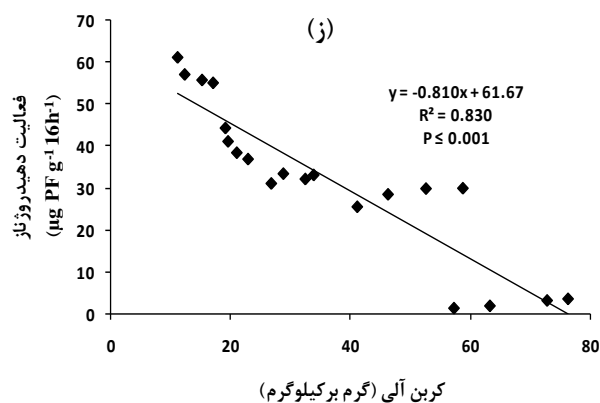 (ز)
y = -0.810x + 61.67
R² = 0.830
P ≤ 0.001
فعالیت دهیدروژناز
(µg PF g⁻¹ 16h⁻¹)
70
60
50
40
30
20
10
0
0 20 40 60 80
کربن آلی (گرم برکیلوگرم)